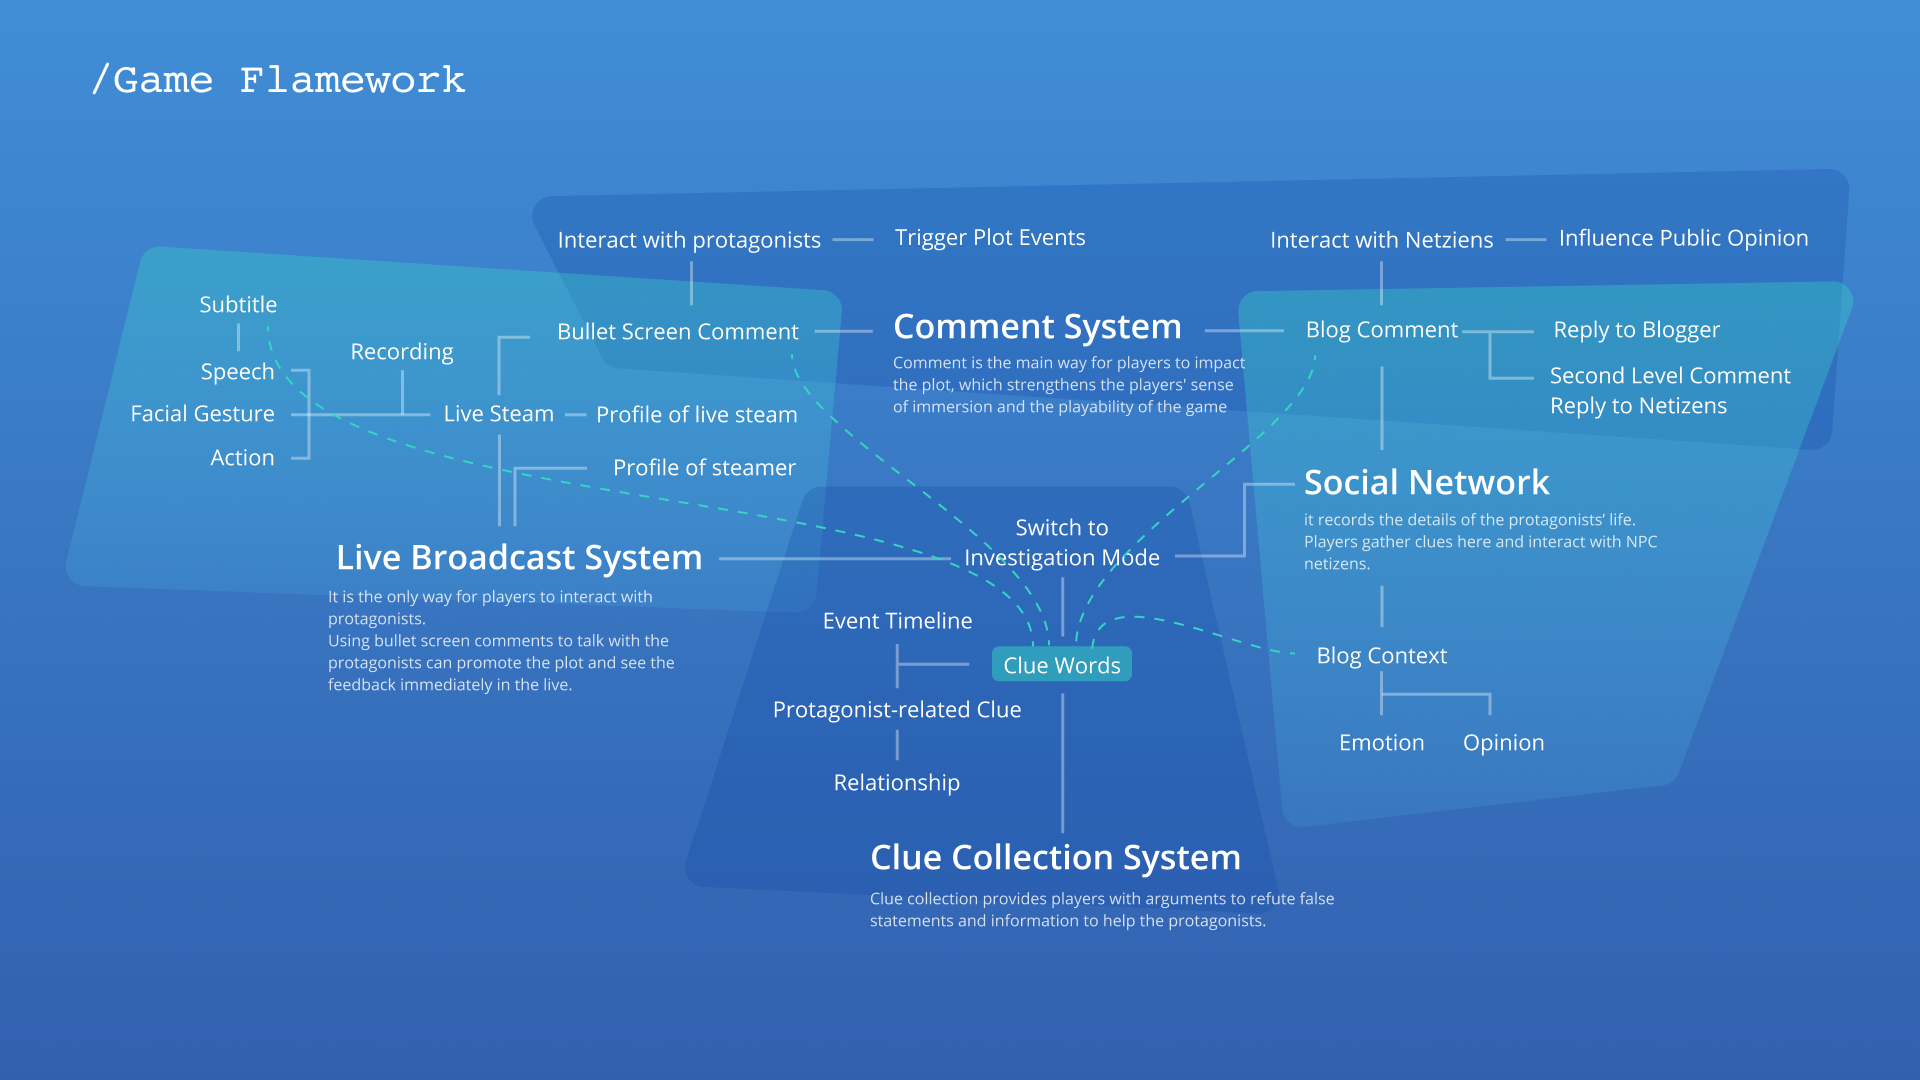 /Game Flamework
Interact with protagonists
Trigger Plot Events
Interact with Netziens
Influence Public Opinion
Subtitle
Recording
Speech
Facial Gesture
Action
Live Steam
Bullet Screen Comment
Profile of live steam
Profile of steamer
Comment System
Comment is the main way for players to impact
the plot, which strengthens the players' sense
of immersion and the playability of the game
Blog Comment
Reply to Blogger
Second Level Comment
Reply to Netizens
Social Network
it records the details of the protagonists’ life.
Players gather clues here and interact with NPC
netizens.
Live Broadcast System
It is the only way for players to interact with
protagonists.
Using bullet screen comments to talk with the
protagonists can promote the plot and see the
feedback immediately in the live.
Switch to
Investigation Mode
Event Timeline
Clue Words
Protagonist-related Clue
Relationship
Blog Context
Emotion
Opinion
Clue Collection System
Clue collection provides players with arguments to refute false
statements and information to help the protagonists.